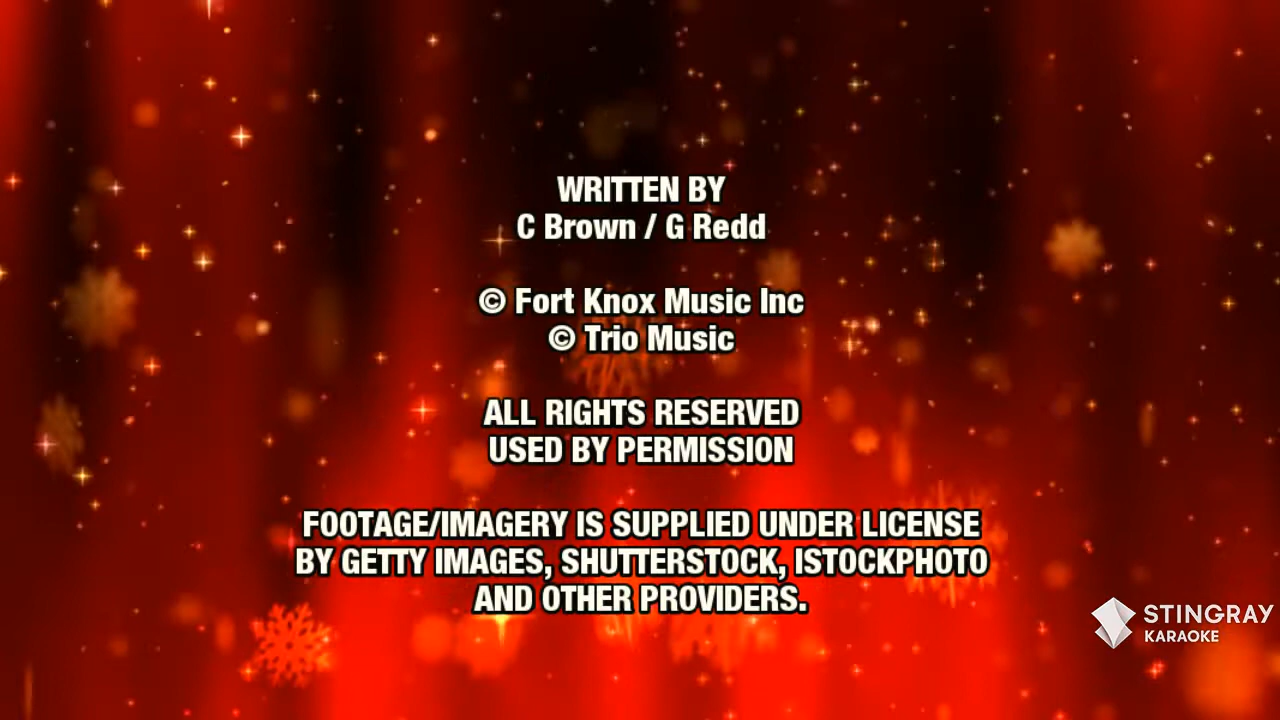 WRITTEN BY
C Brown / G Redd
© Fort Knox Music Inc
© Trio Music
ALL RIGHTS RESERVED
USED BY PERMISSION
FOOTAGE/IMAGERY IS SUPPLIED UNDER LICENSE
BY GETTY IMAGES, SHUTTERSTOCK, ISTOCKPHOTO
AND OTHER PROVIDERS.
STINGRAY
KARAOKE